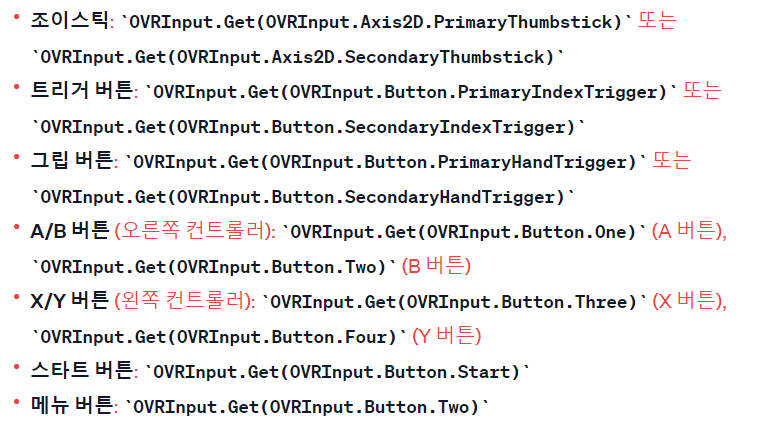 • 조이스틱: `OVRInput.Get(OVRInput.Axis2D.PrimaryThumbstick)` 또는
`OVRInput.Get(OVRInput.Axis2D.SecondaryThumbstick)`
• 트리거 버튼: `OVRInput.Get(OVRInput.Button.PrimaryIndexTrigger)` 또는
`OVRInput.Get(OVRInput.Button.SecondaryIndexTrigger)`
• 그립 버튼: `OVRInput.Get(OVRInput.Button.PrimaryHandTrigger)` 또는
`OVRInput.Get(OVRInput.Button.SecondaryHandTrigger)`
• A/B 버튼 (오른쪽 컨트롤러): `OVRInput.Get(OVRInput.Button.One)` (A 버튼),
`OVRInput.Get(OVRInput.Button.Two)` (B 버튼)
• X/Y 버튼 (왼쪽 컨트롤러): `OVRInput.Get(OVRInput.Button.Three)` (X 버튼),
`OVRInput.Get(OVRInput.Button.Four)` (Y 버튼)
• 스타트 버튼: `OVRInput.Get(OVRInput.Button.Start)`
• 메뉴 버튼: `OVRInput.Get(OVRInput.Button.Two)`